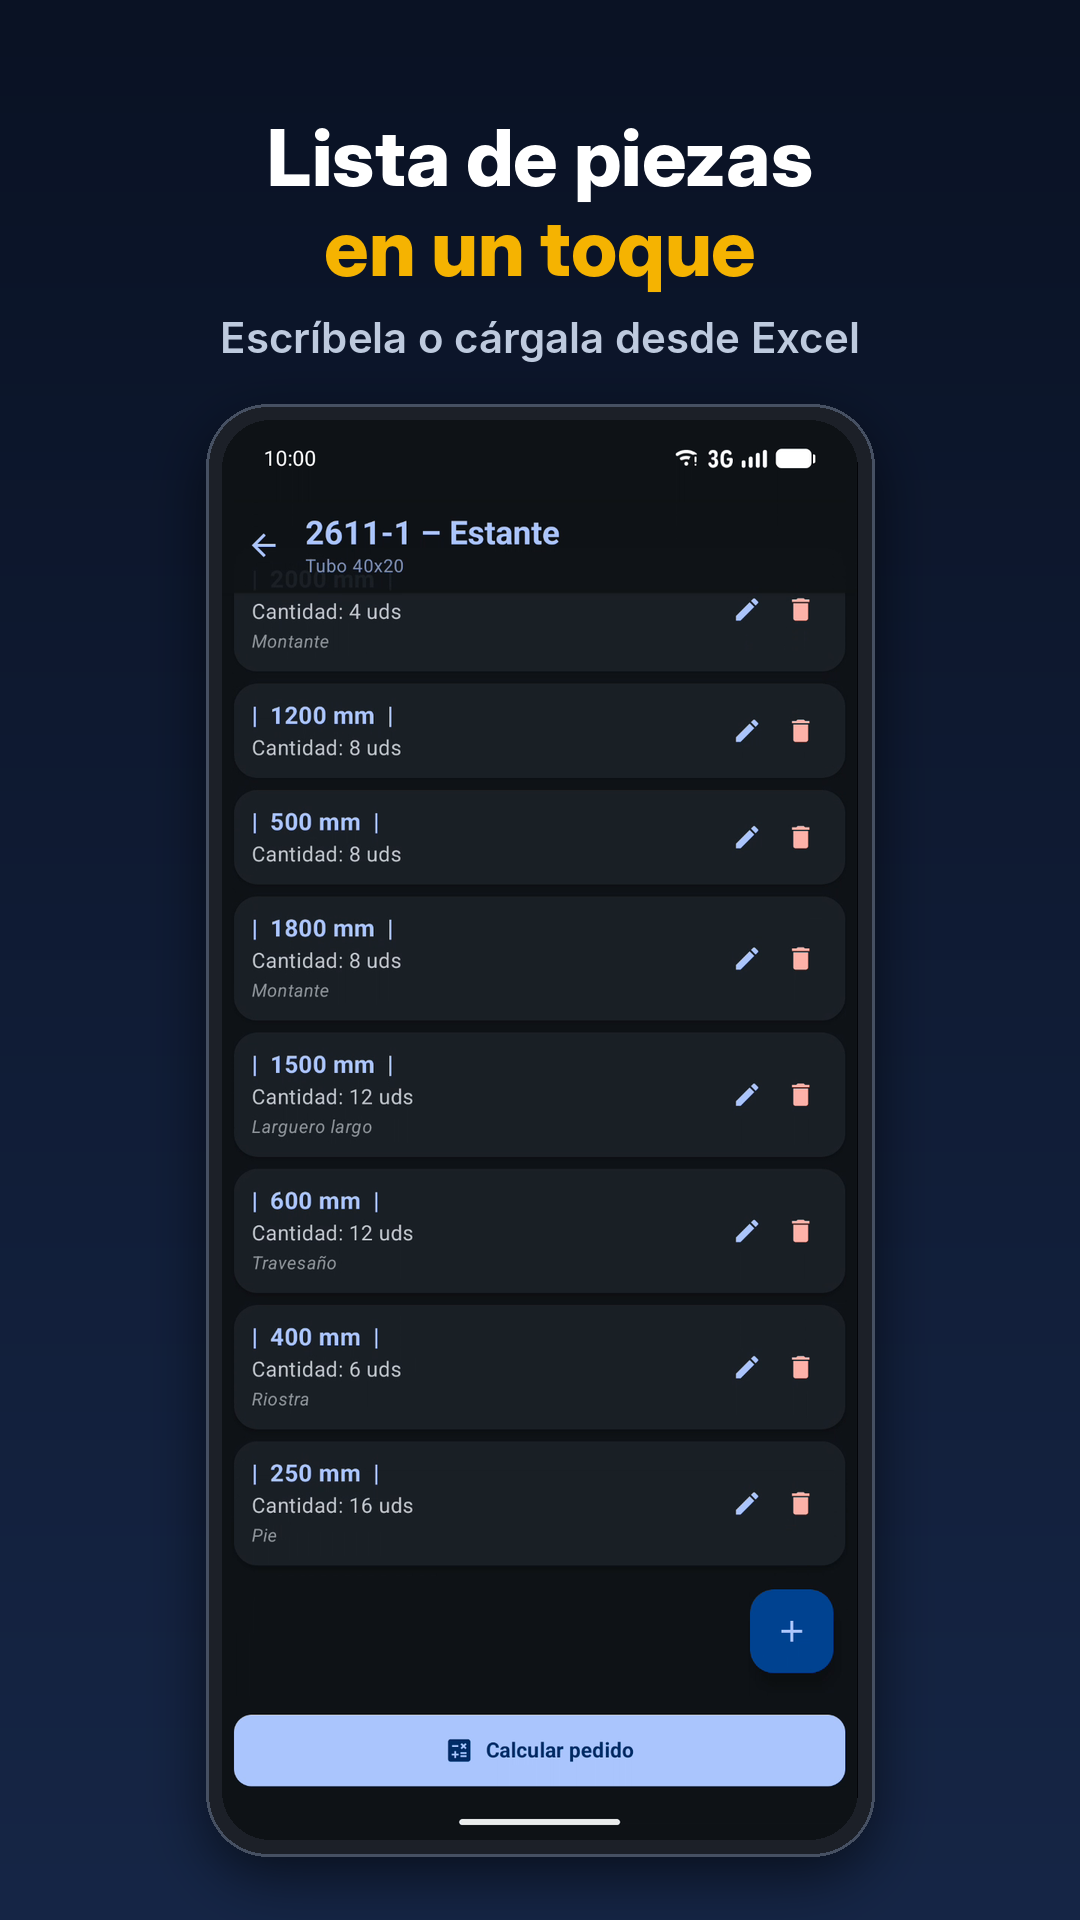 Lista de piezas
en un toque
Escríbela o cárgala desde Excel
10:00 3G
2611-1 – Estante
Tubo 40x20
| 2000 mm |
Cantidad: 4 uds
Montante
| 1200 mm |
Cantidad: 8 uds
| 500 mm |
Cantidad: 8 uds
| 1800 mm |
Cantidad: 8 uds
Montante
| 1500 mm |
Cantidad: 12 uds
Larguero largo
| 600 mm |
Cantidad: 12 uds
Travesaño
| 400 mm |
Cantidad: 6 uds
Riostra
| 250 mm |
Cantidad: 16 uds
Pie
Calcular pedido